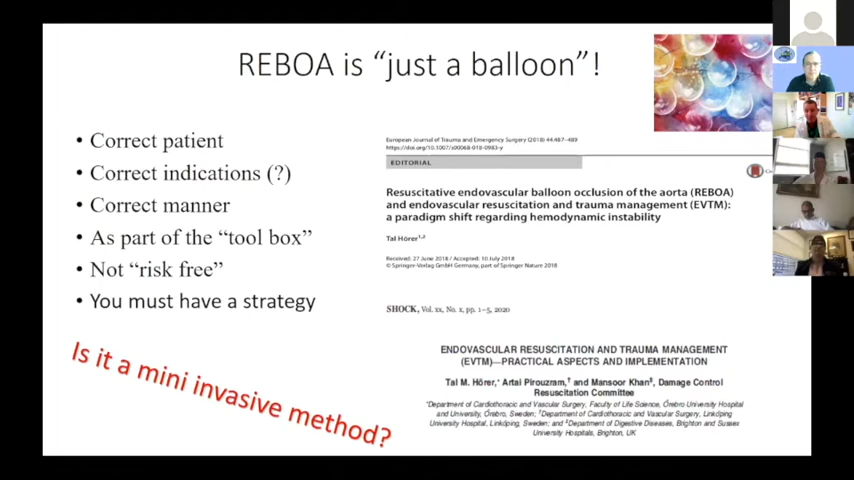 REBOA is “just a balloon”!
• Correct patient
• Correct indications (?)
• Correct manner
• As part of the “tool box”
• Not “risk free”
• You must have a strategy
Is it a mini invasive method?
European Journal of Trauma and Emergency Surgery (2018) 44:487–489
https://doi.org/10.1007/s00068-018-0983-y
EDITORIAL
Resuscitative endovascular balloon occlusion of the aorta (REBOA)
and endovascular resuscitation and trauma management (EVTM):
a paradigm shift regarding hemodynamic instability
Tal Hörer1,2
Received: 27 June 2018 / Accepted: 10 July 2018
© Springer-Verlag GmbH Germany, part of Springer Nature 2018
SHOCK, Vol. xx, No. x, pp. 1–5, 2020
ENDOVASCULAR RESUSCITATION AND TRAUMA MANAGEMENT
(EVTM)—PRACTICAL ASPECTS AND IMPLEMENTATION
Tal M. Hörer,* Artai Pirouzram,† and Mansoor Khan‡, Damage Control
Resuscitation Committee
*Department of Cardiothoracic and Vascular Surgery, Faculty of Life Science, Örebro University Hospital
and University, Örebro, Sweden; †Department of Cardiothoracic and Vascular Surgery, Linköping
University Hospital, Linköping, Sweden; and ‡Department of Digestive Diseases, Brighton and Sussex
University Hospitals, Brighton, UK